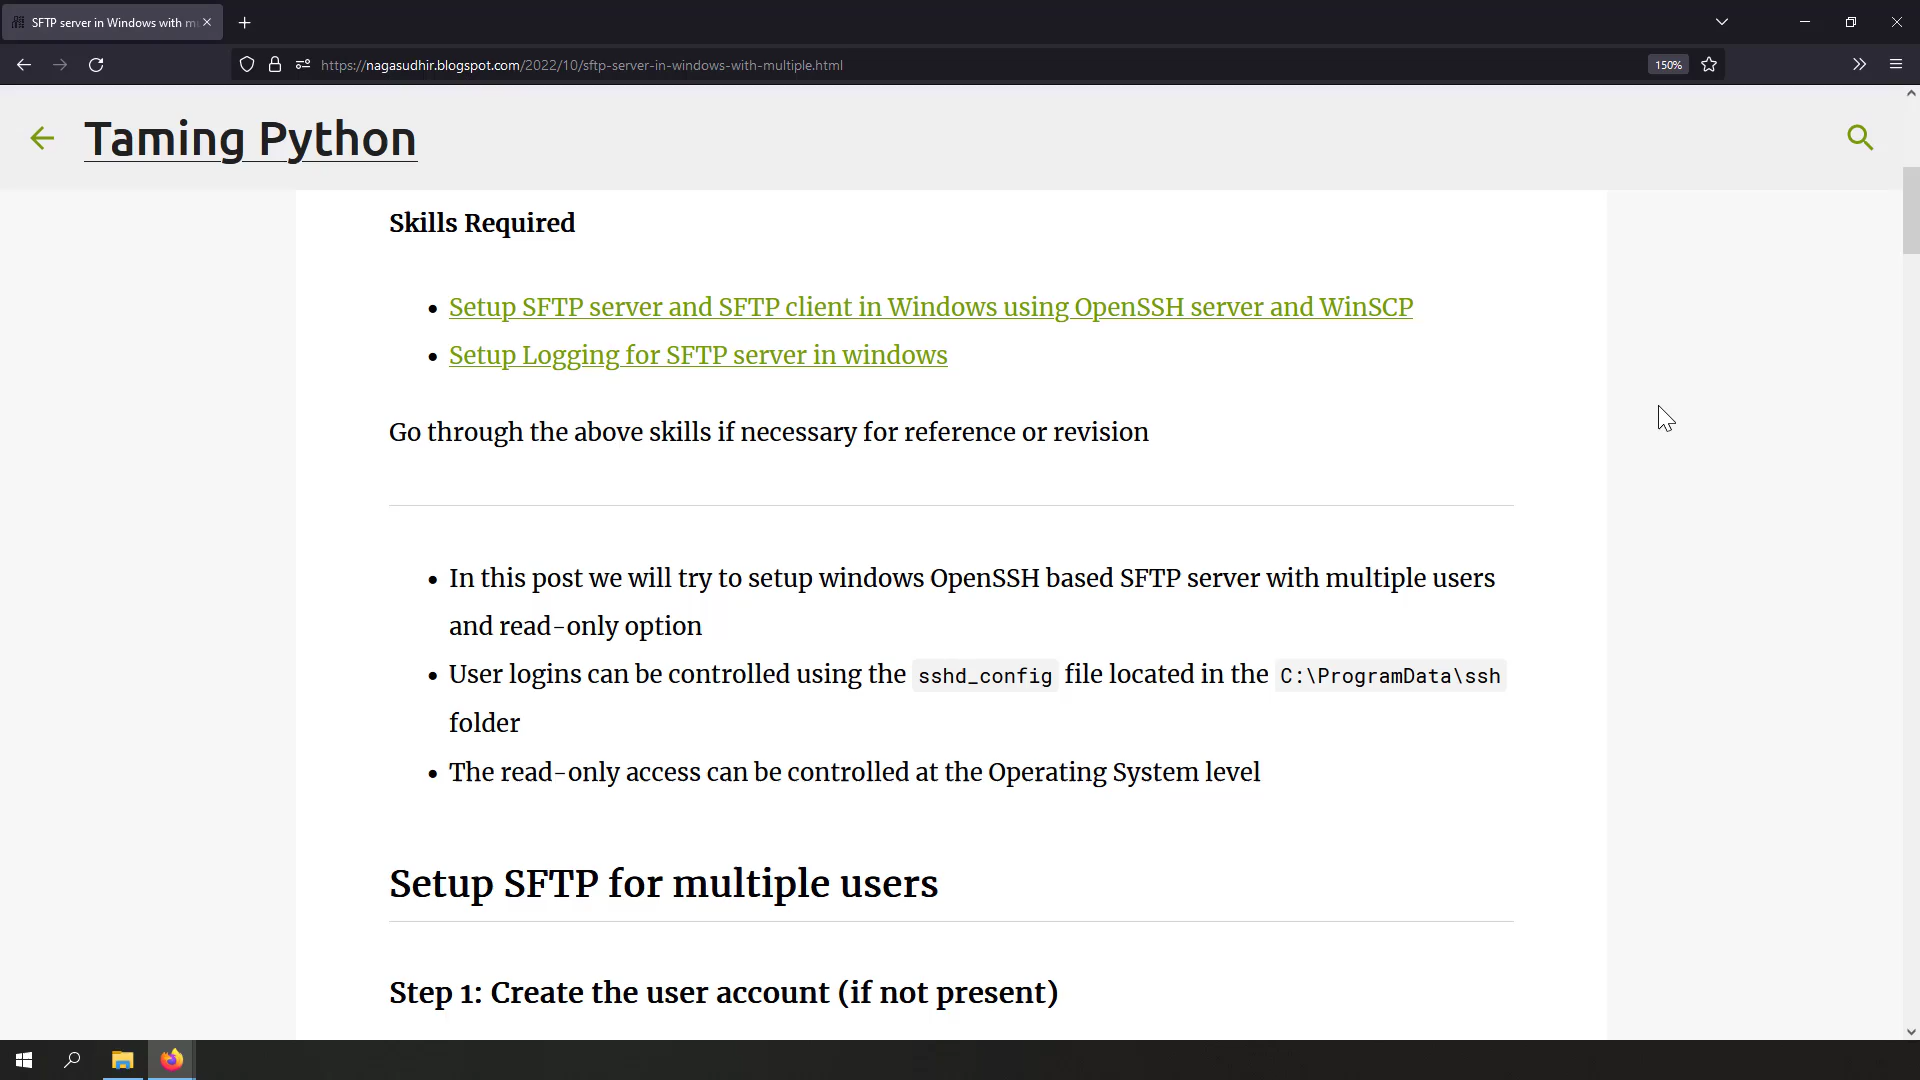 SFTP server in Windows with mu
https://nagasudhir.blogspot.com/2022/10/sftp-server-in-windows-with-multiple.html
150%
Taming Python
Skills Required
• Setup SFTP server and SFTP client in Windows using OpenSSH server and WinSCP
• Setup Logging for SFTP server in windows
Go through the above skills if necessary for reference or revision
• In this post we will try to setup windows OpenSSH based SFTP server with multiple users
and read-only option
• User logins can be controlled using the sshd_config file located in the C:\ProgramData\ssh
folder
• The read-only access can be controlled at the Operating System level
Setup SFTP for multiple users
Step 1: Create the user account (if not present)